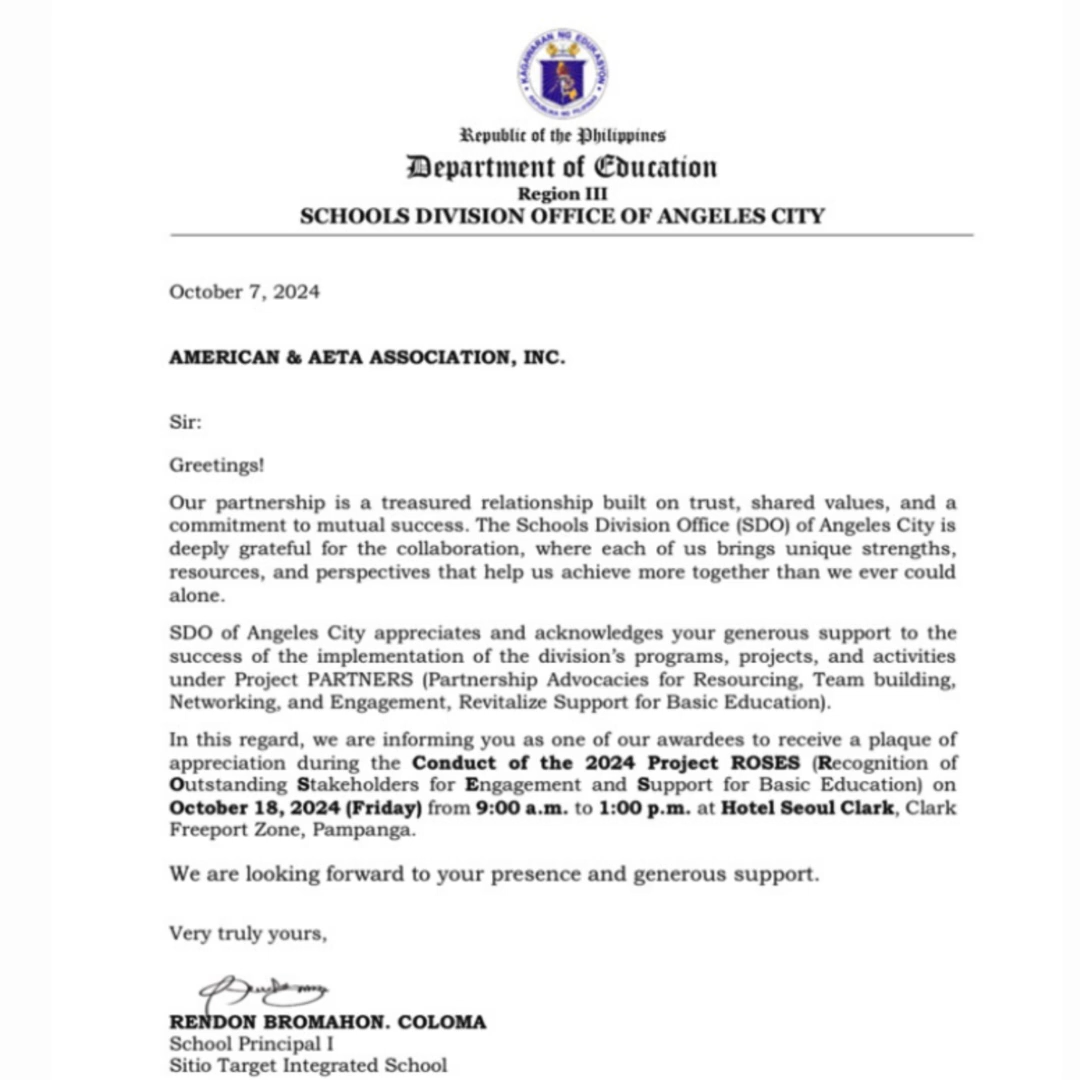 KAGAWARAN NG EDUKASYON
REPUBLIKA NG PILIPINAS
Republic of the Philippines
Department of Education
Region III
SCHOOLS DIVISION OFFICE OF ANGELES CITY
October 7, 2024
AMERICAN & AETA ASSOCIATION, INC.
Sir:
Greetings!
Our partnership is a treasured relationship built on trust, shared values, and a
commitment to mutual success. The Schools Division Office (SDO) of Angeles City is
deeply grateful for the collaboration, where each of us brings unique strengths,
resources, and perspectives that help us achieve more together than we ever could
alone.
SDO of Angeles City appreciates and acknowledges your generous support to the
success of the implementation of the division's programs, projects, and activities
under Project PARTNERS (Partnership Advocacies for Resourcing, Team building,
Networking, and Engagement, Revitalize Support for Basic Education).
In this regard, we are informing you as one of our awardees to receive a plaque of
appreciation during the Conduct of the 2024 Project ROSES (Recognition of
Outstanding Stakeholders for Engagement and Support for Basic Education) on
October 18, 2024 (Friday) from 9:00 a.m. to 1:00 p.m. at Hotel Seoul Clark, Clark
Freeport Zone, Pampanga.
We are looking forward to your presence and generous support.
Very truly yours,
RENDON BROMAHON. COLOMA
School Principal I
Sitio Target Integrated School